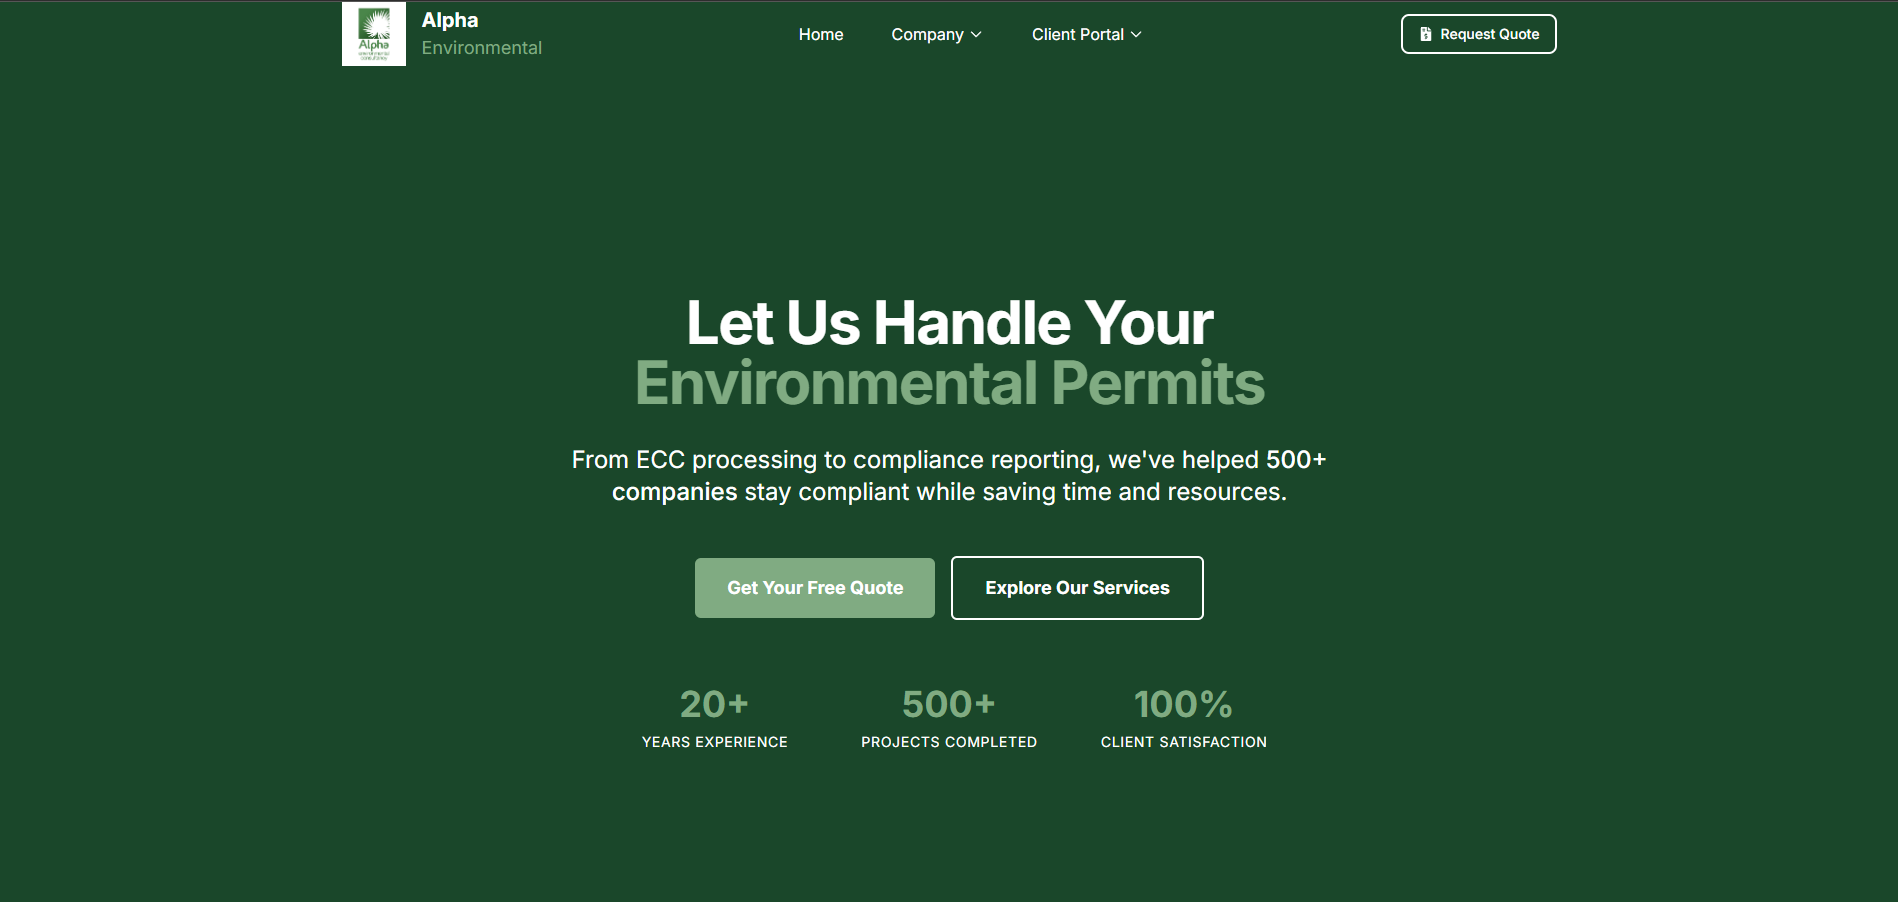 Alpha
Alpha
Environmental
Home
Company
Client Portal
Request Quote
Let Us Handle Your
Environmental Permits
From ECC processing to compliance reporting, we've helped 500+
companies stay compliant while saving time and resources.
Get Your Free Quote
Explore Our Services
20+
YEARS EXPERIENCE
500+
PROJECTS COMPLETED
100%
CLIENT SATISFACTION